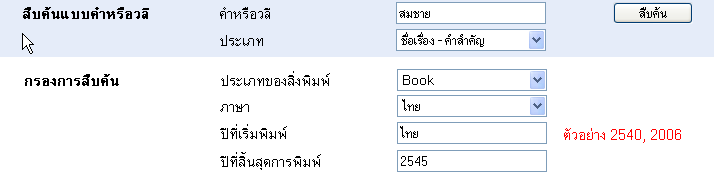 สืบค้นแบบคำหรือวลี คำหรือวลี สมชาย สืบค้น
ประเภท ชื่อเรื่อง - คำสำคัญ
กรองการสืบค้น ประเภทของสิ่งพิมพ์ Book
ภาษา ไทย
ปีที่เริ่มพิมพ์ ไทย ตัวอย่าง 2540, 2006
ปีที่สิ้นสุดการพิมพ์ 2545